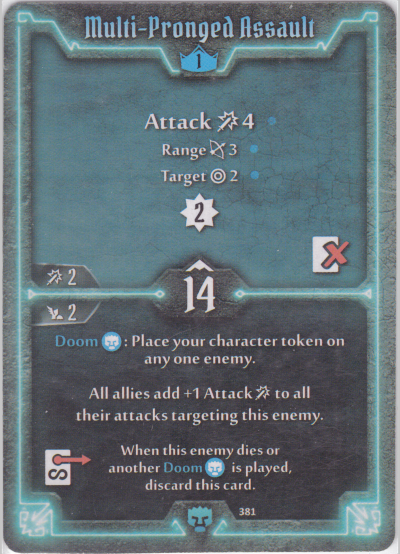 Multi-Pronged Assault
1
Attack 4
Range 3
Target 2
2
2
14
2
Doom : Place your character token on
any one enemy.
All allies add +1 Attack to all
their attacks targeting this enemy.
When this enemy dies or
another Doom is played,
discard this card.
S
381